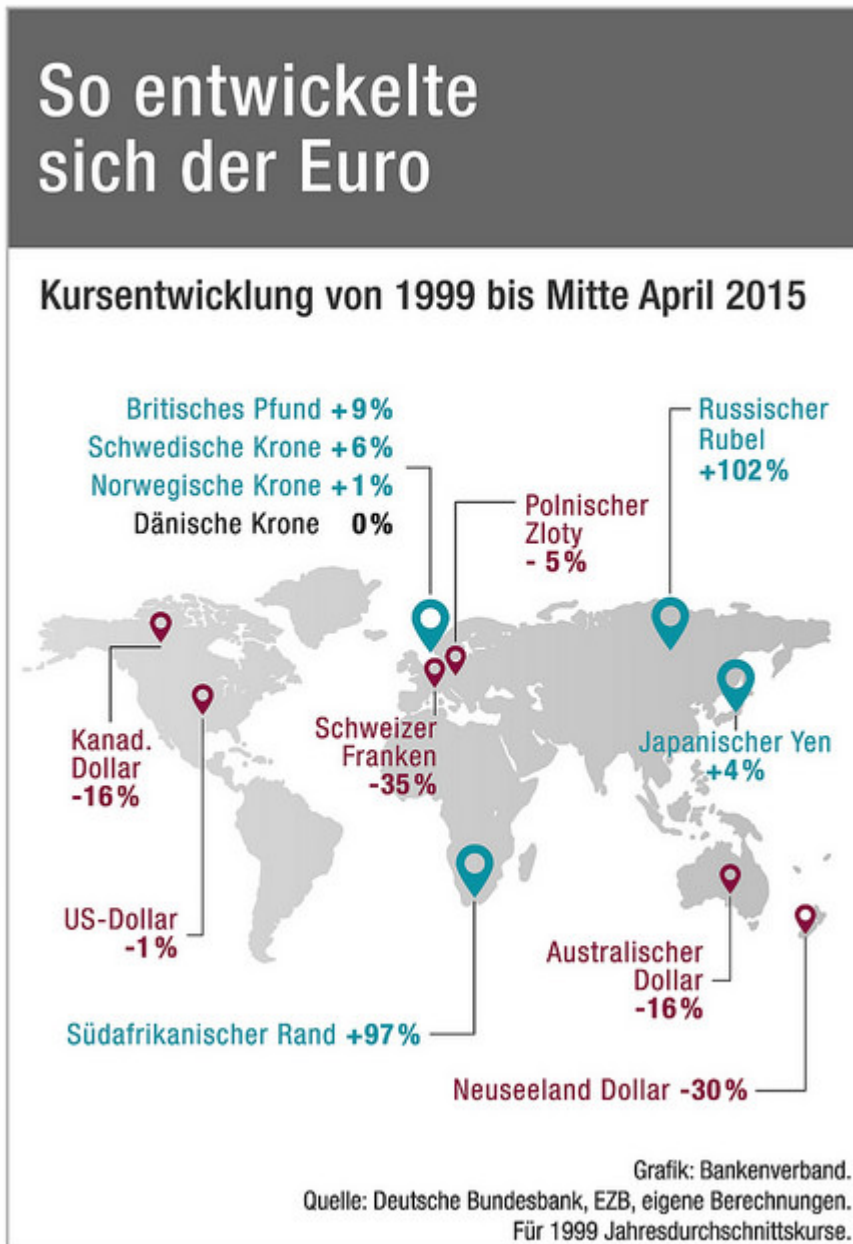 So entwickelte
sich der Euro
Kursentwicklung von 1999 bis Mitte April 2015
Britisches Pfund +9%
Schwedische Krone +6%
Norwegische Krone +1%
Dänische Krone 0%
Russischer
Rubel
+102%
Polnischer
Zloty
- 5%
Kanad.
Dollar
-16%
Schweizer
Franken
-35%
Japanischer Yen
+4%
US-Dollar
-1%
Australischer
Dollar
-16%
Südafrikanischer Rand +97%
Neuseeland Dollar -30%
Grafik: Bankenverband.
Quelle: Deutsche Bundesbank, EZB, eigene Berechnungen.
Für 1999 Jahresdurchschnittskurse.